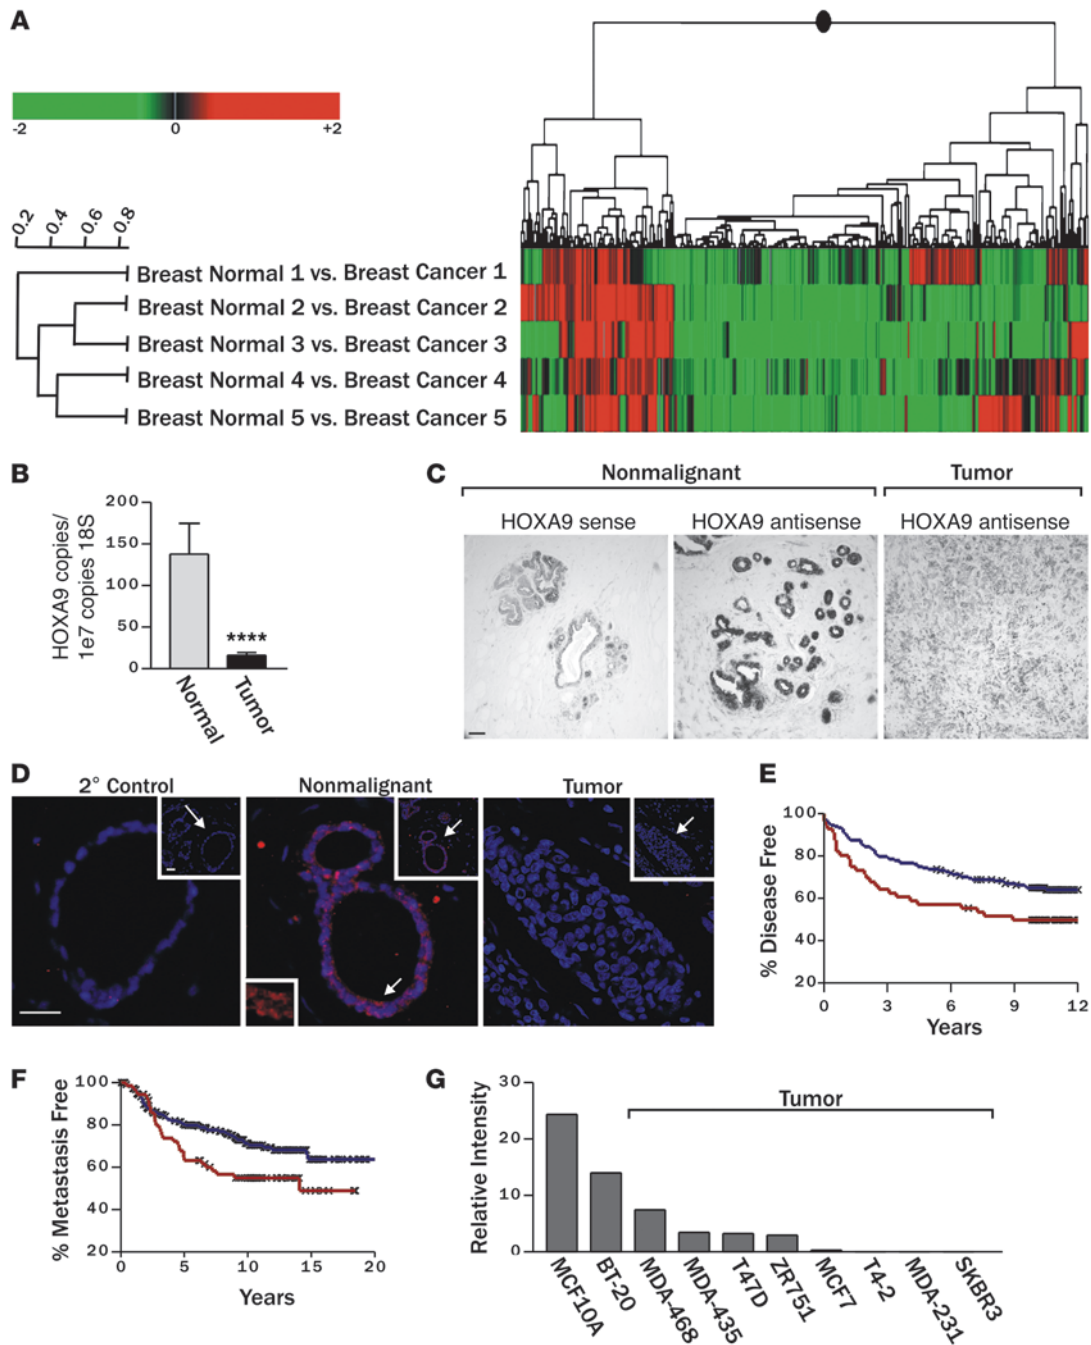 A
-2 0 +2
0.2 0.4 0.6 0.8
Breast Normal 1 vs. Breast Cancer 1
Breast Normal 2 vs. Breast Cancer 2
Breast Normal 3 vs. Breast Cancer 3
Breast Normal 4 vs. Breast Cancer 4
Breast Normal 5 vs. Breast Cancer 5
B
HOXA9 copies/
1e7 copies 18S
200
150
100
50
0
****
Normal
Tumor
C
Nonmalignant
Tumor
HOXA9 sense
HOXA9 antisense
HOXA9 antisense
D
2° Control
Nonmalignant
Tumor
E
% Disease Free
100
80
60
40
20
0 3 6 9 12
Years
F
% Metastasis Free
100
80
60
40
20
0 5 10 15 20
Years
G
Relative Intensity
30
20
10
0
Tumor
MCF10A
BT-20
MDA-468
MDA-435
T47D
ZR751
MCF7
T4-2
MDA-231
SKBR3